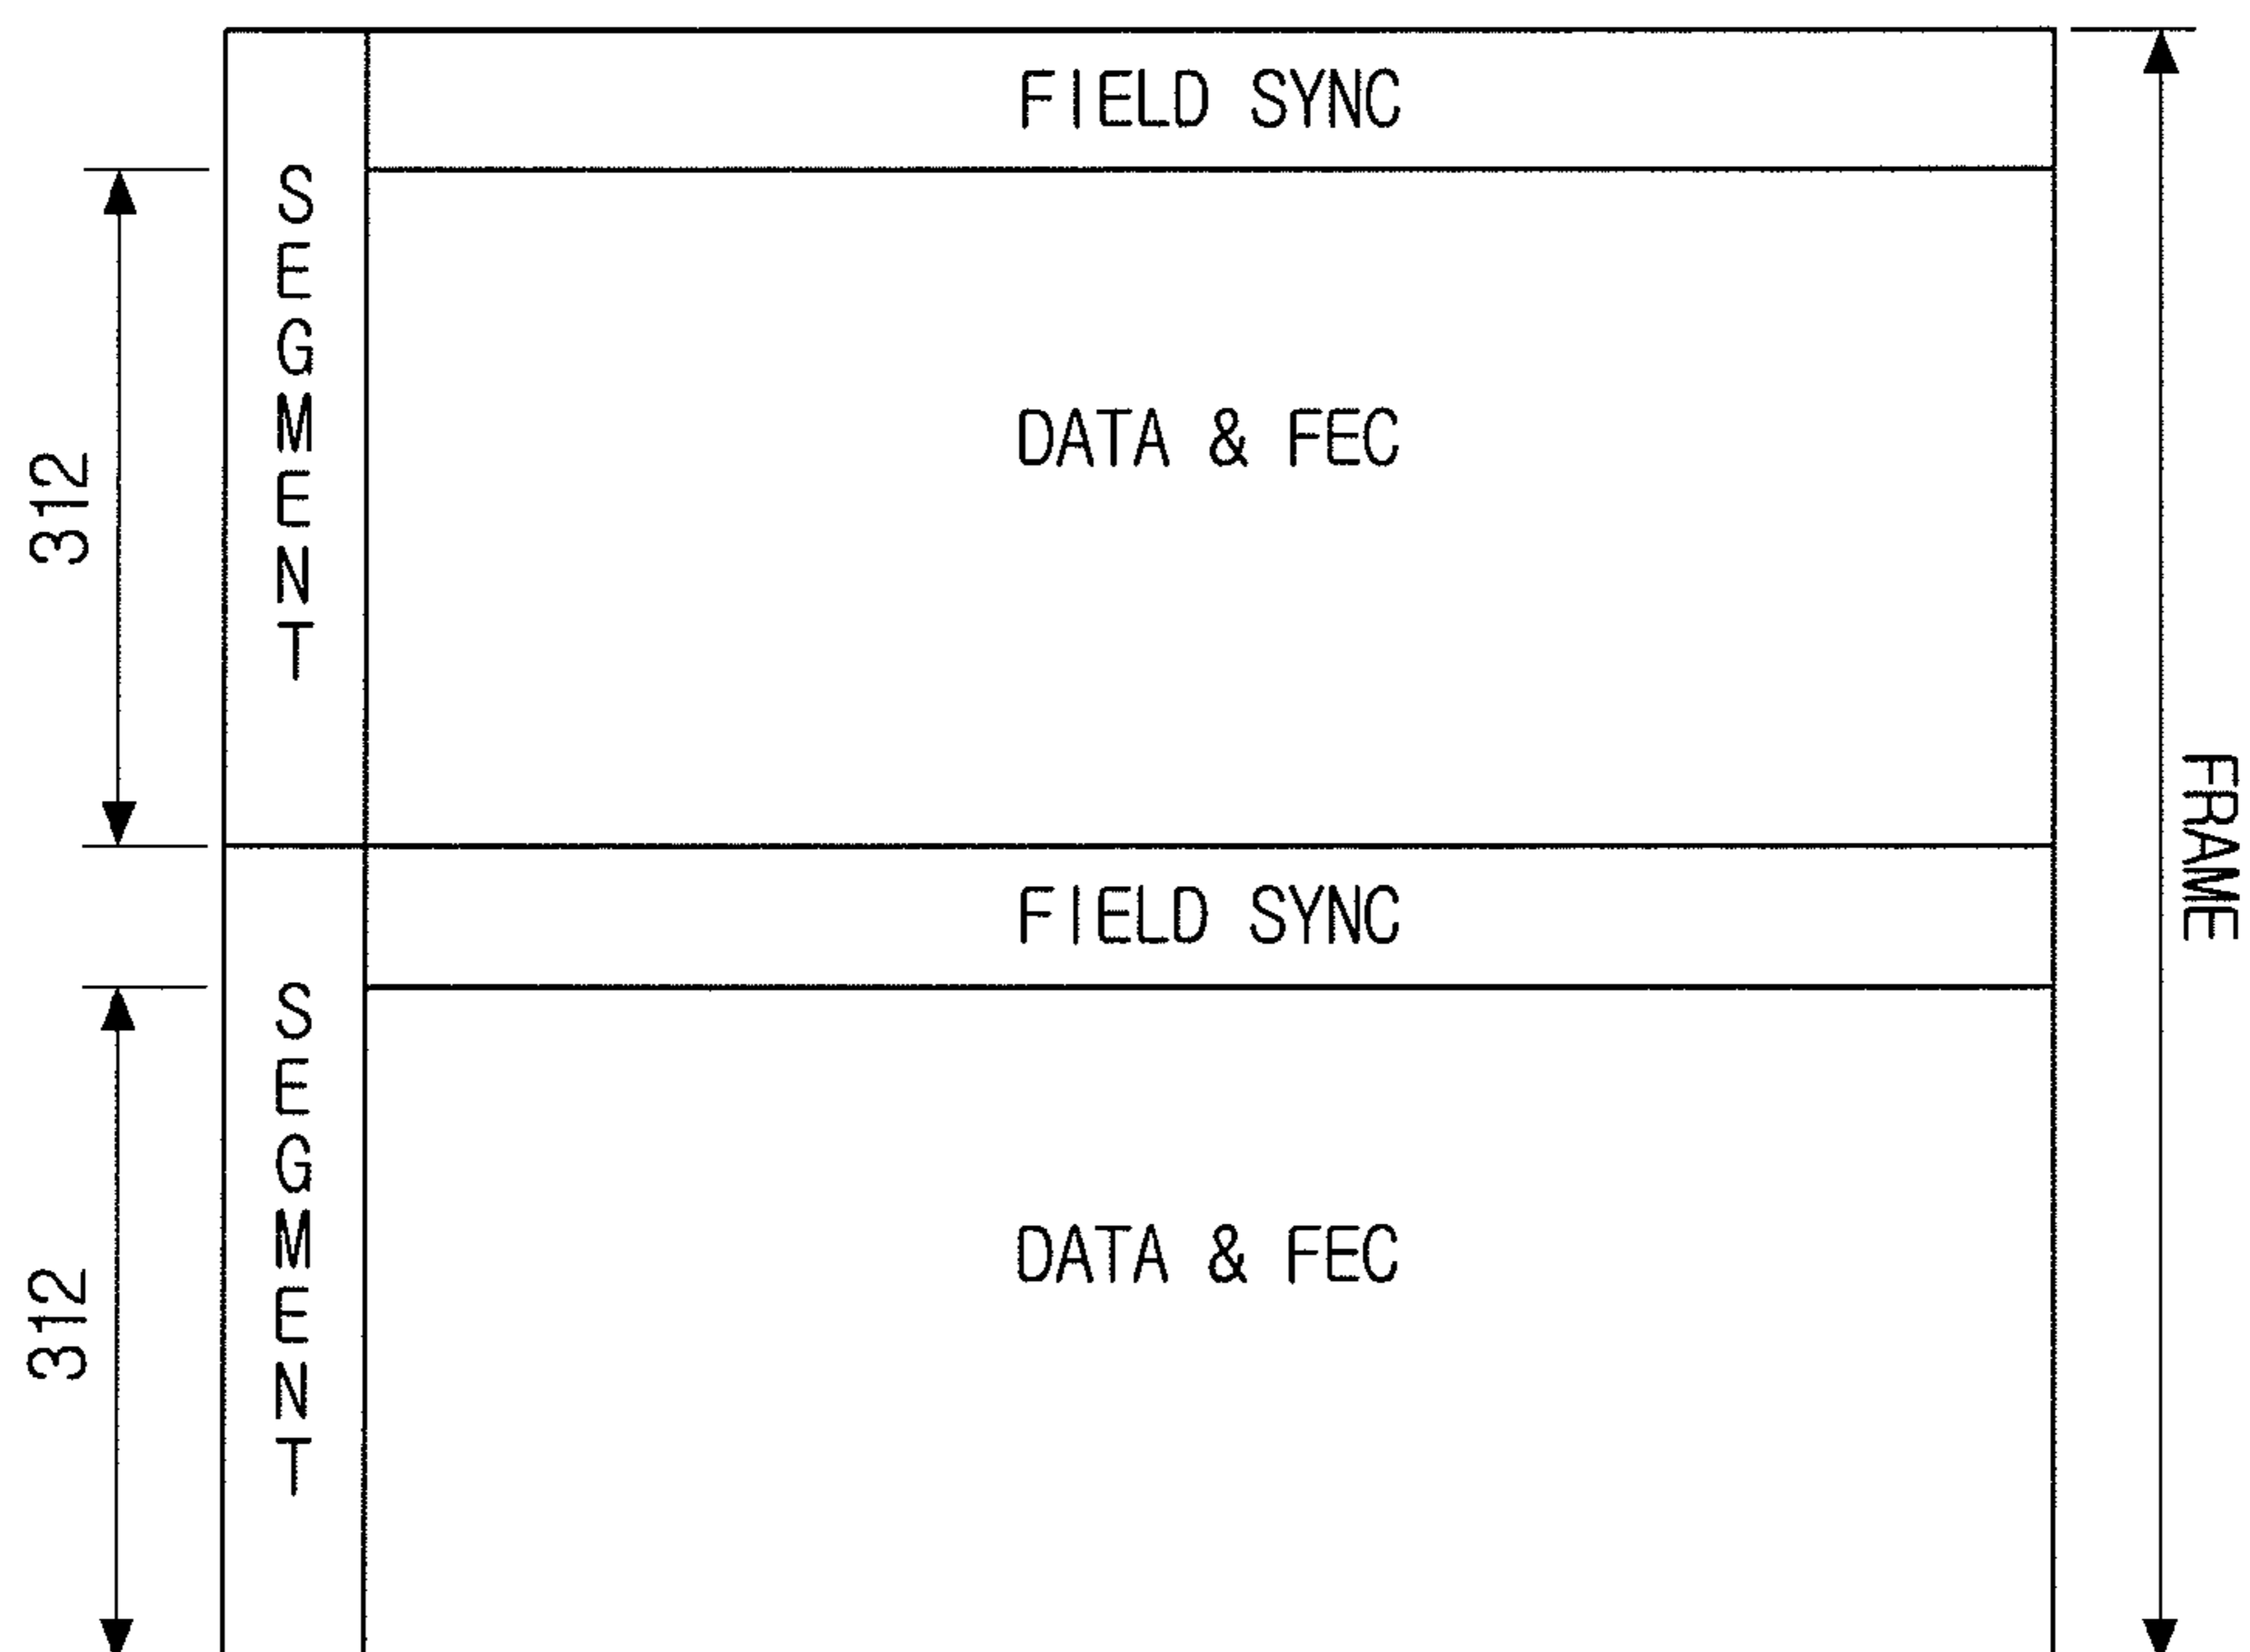 FIELD SYNC
SEGMENT
312
DATA & FEC
FRAME
FIELD SYNC
SEGMENT
312
DATA & FEC